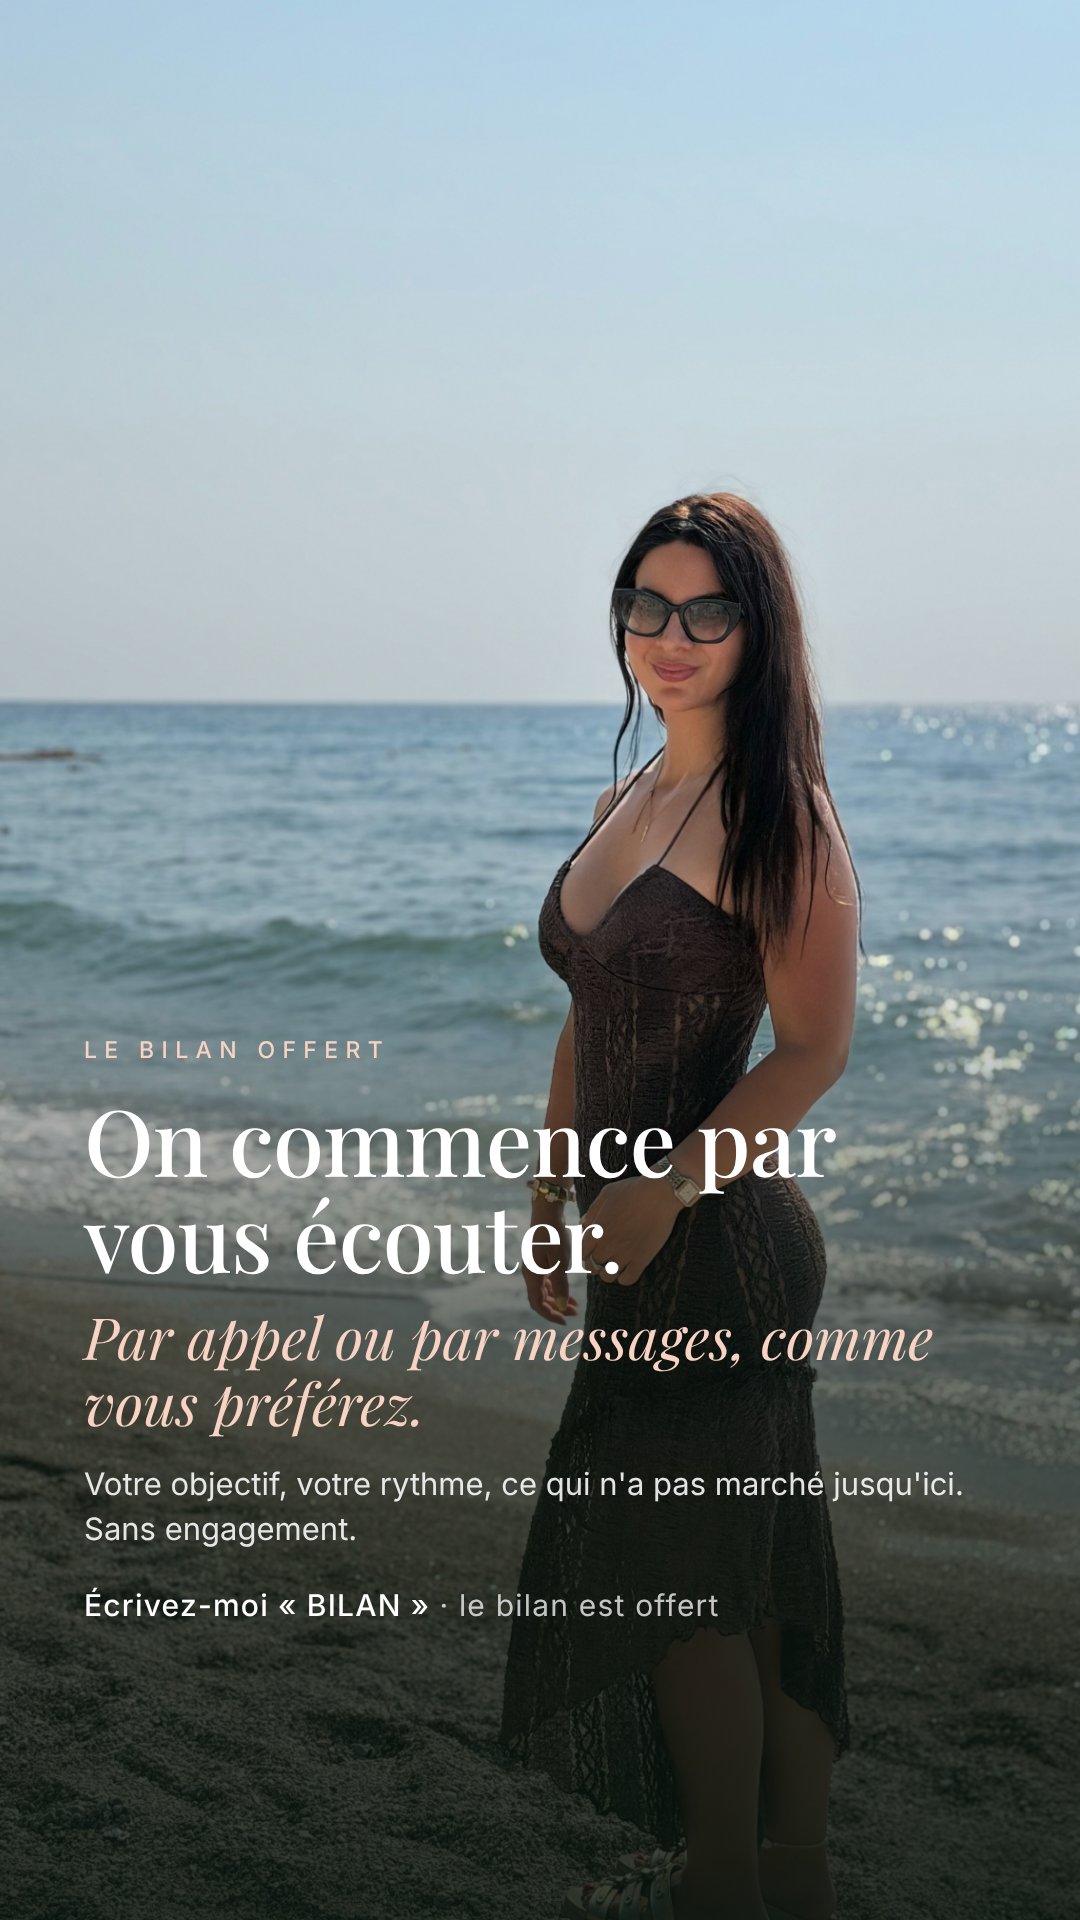 LE BILAN OFFERT
On commence par
vous écouter.
Par appel ou par messages, comme
vous préférez.
Votre objectif, votre rythme, ce qui n'a pas marché jusqu'ici.
Sans engagement.
Écrivez-moi « BILAN » · le bilan est offert